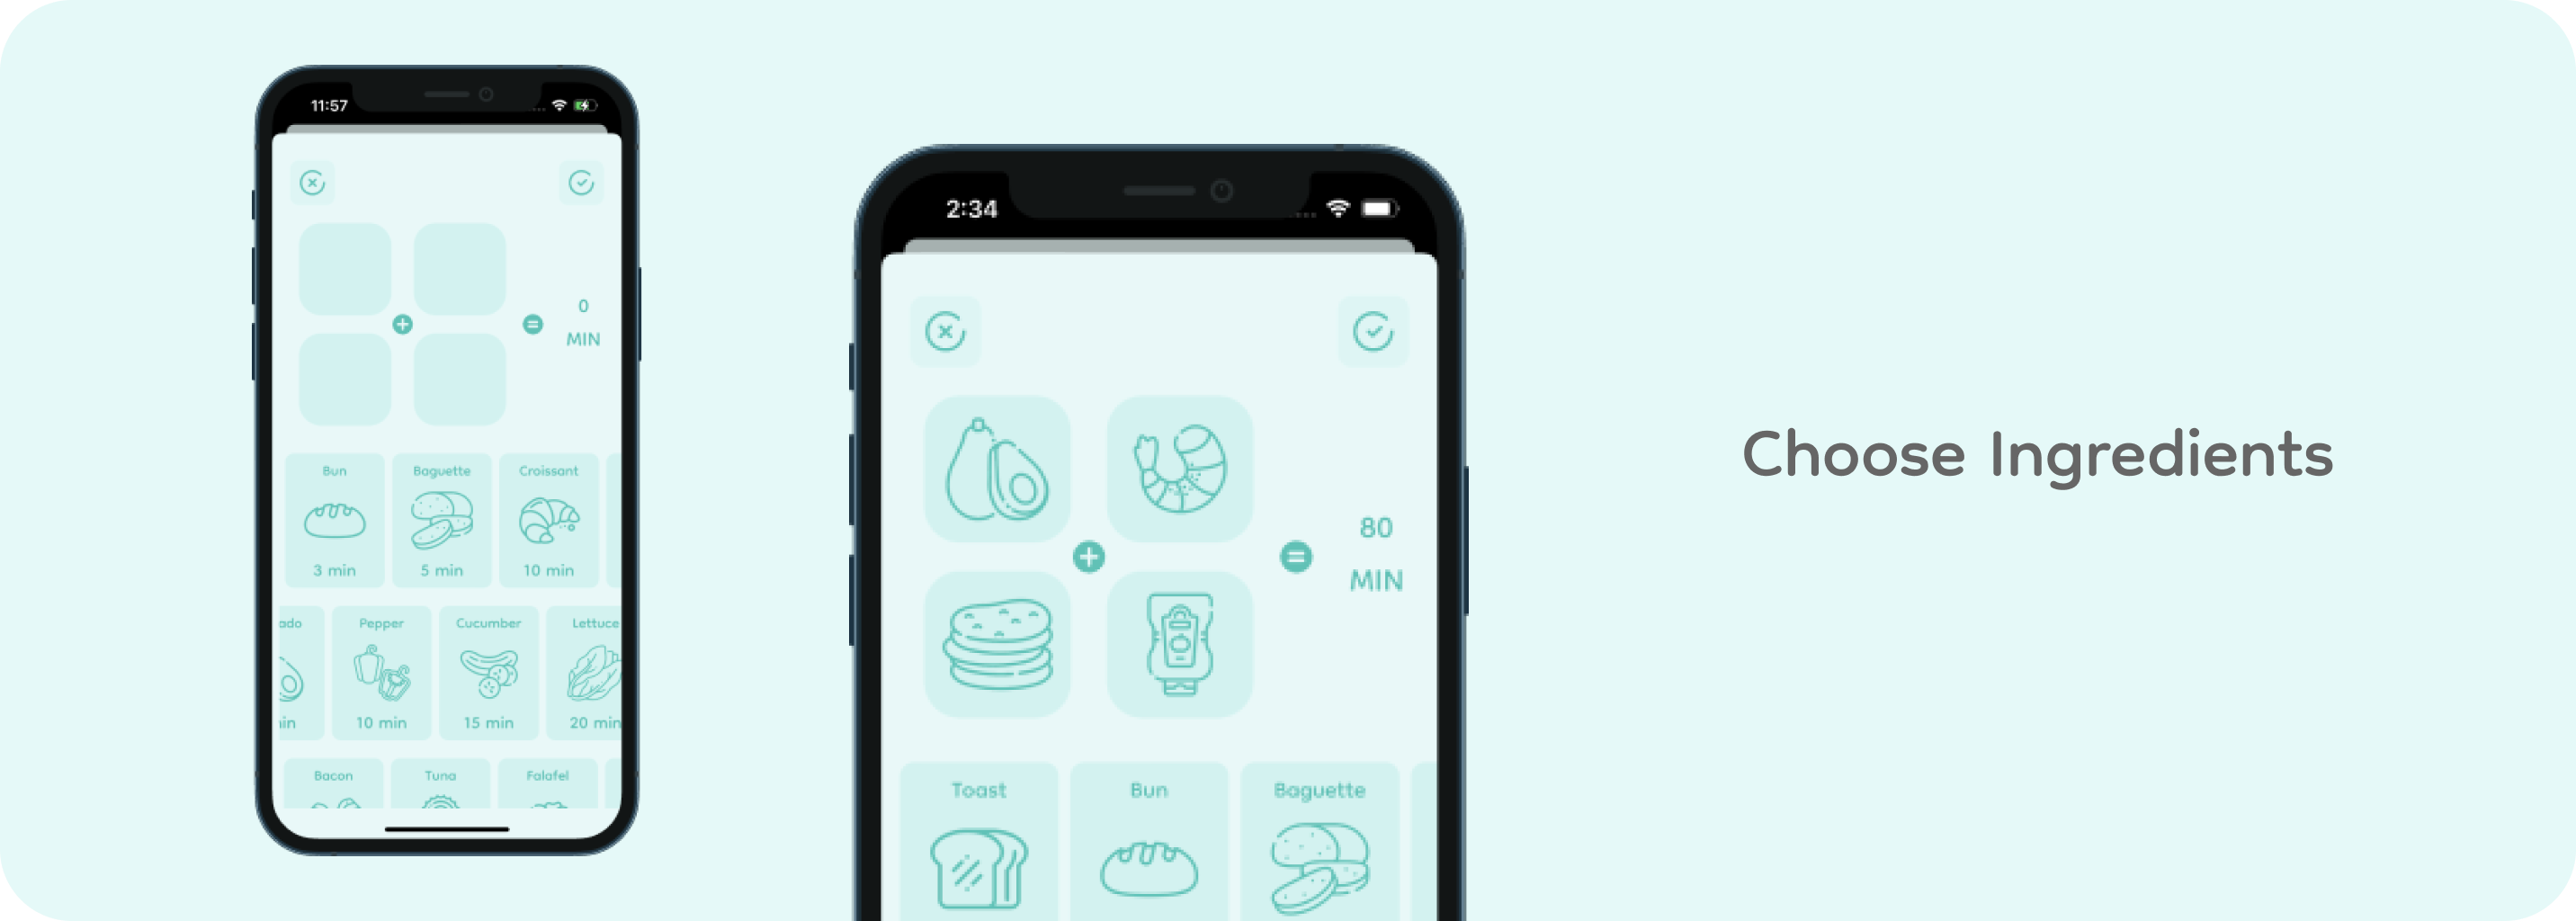 11:57
0
MIN
Bun
Baguette
Croissant
3 min
5 min
10 min
ado
Pepper
Cucumber
Lettuce
in
10 min
15 min
20 min
Bacon
Tuna
Falafel
2:34
80
MIN
Toast
Bun
Baguette
Choose Ingredients